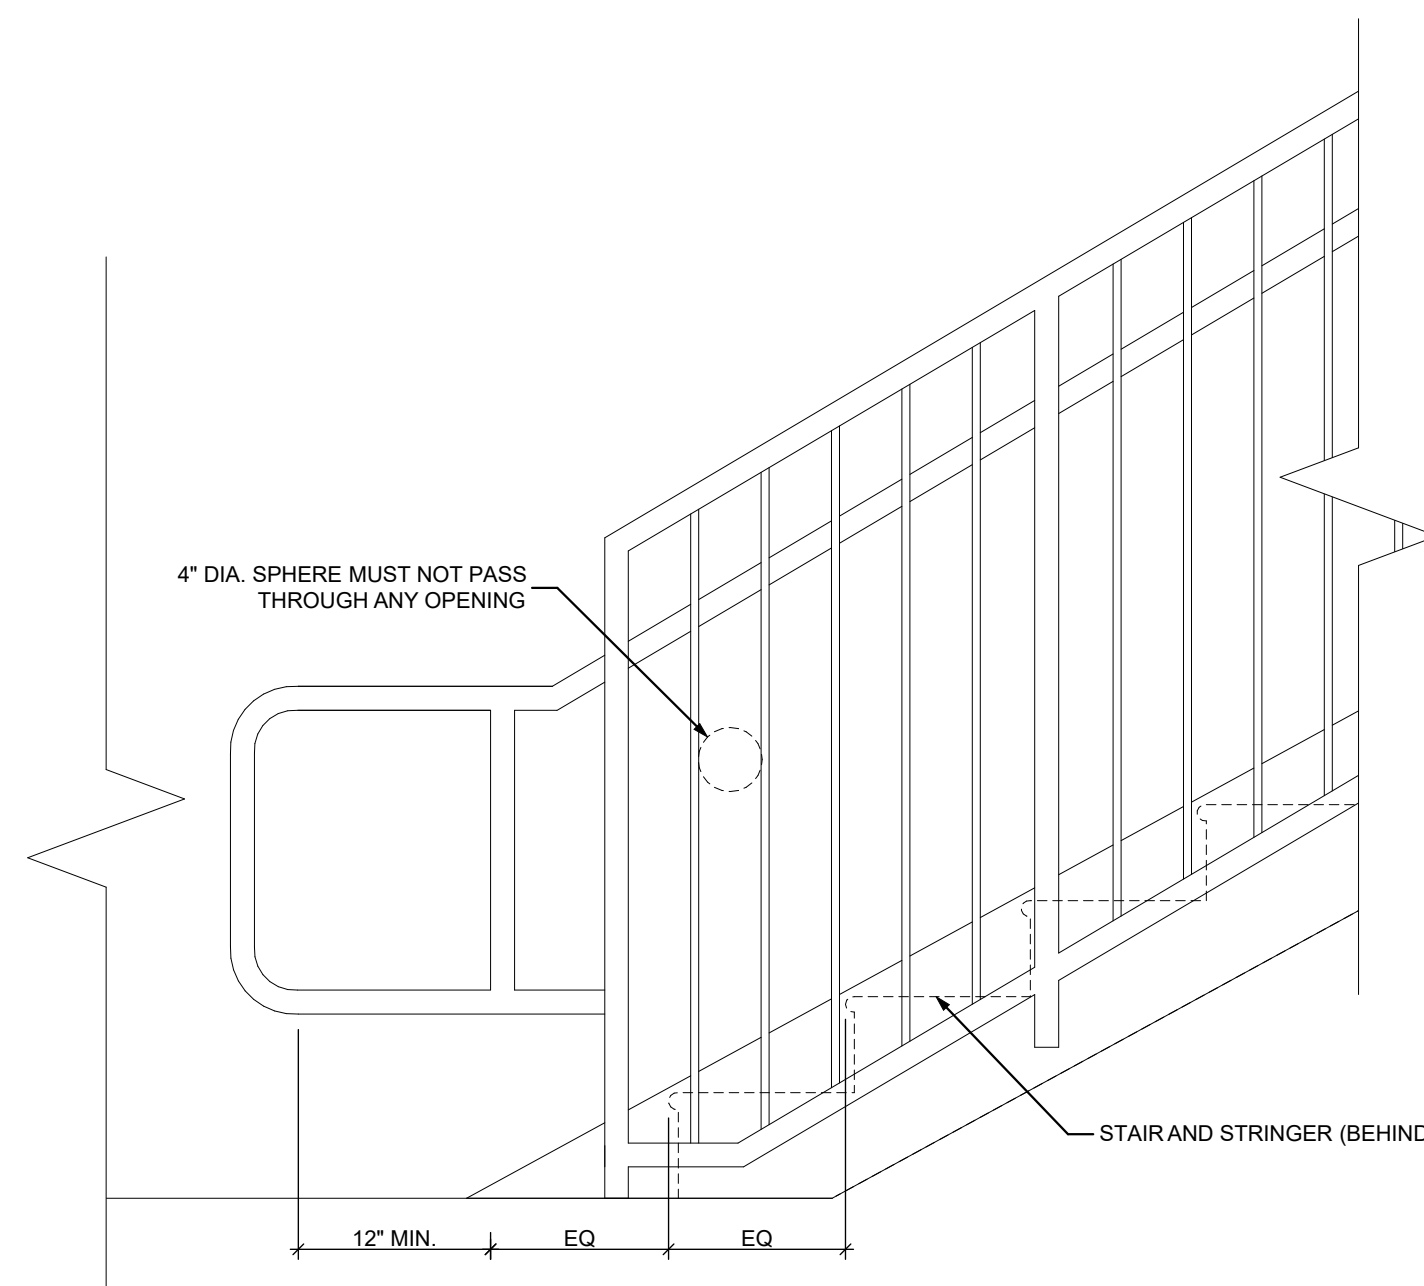 4" DIA. SPHERE MUST NOT PASS
THROUGH ANY OPENING
STAIR AND STRINGER (BEHIND
12" MIN.
EQ
EQ